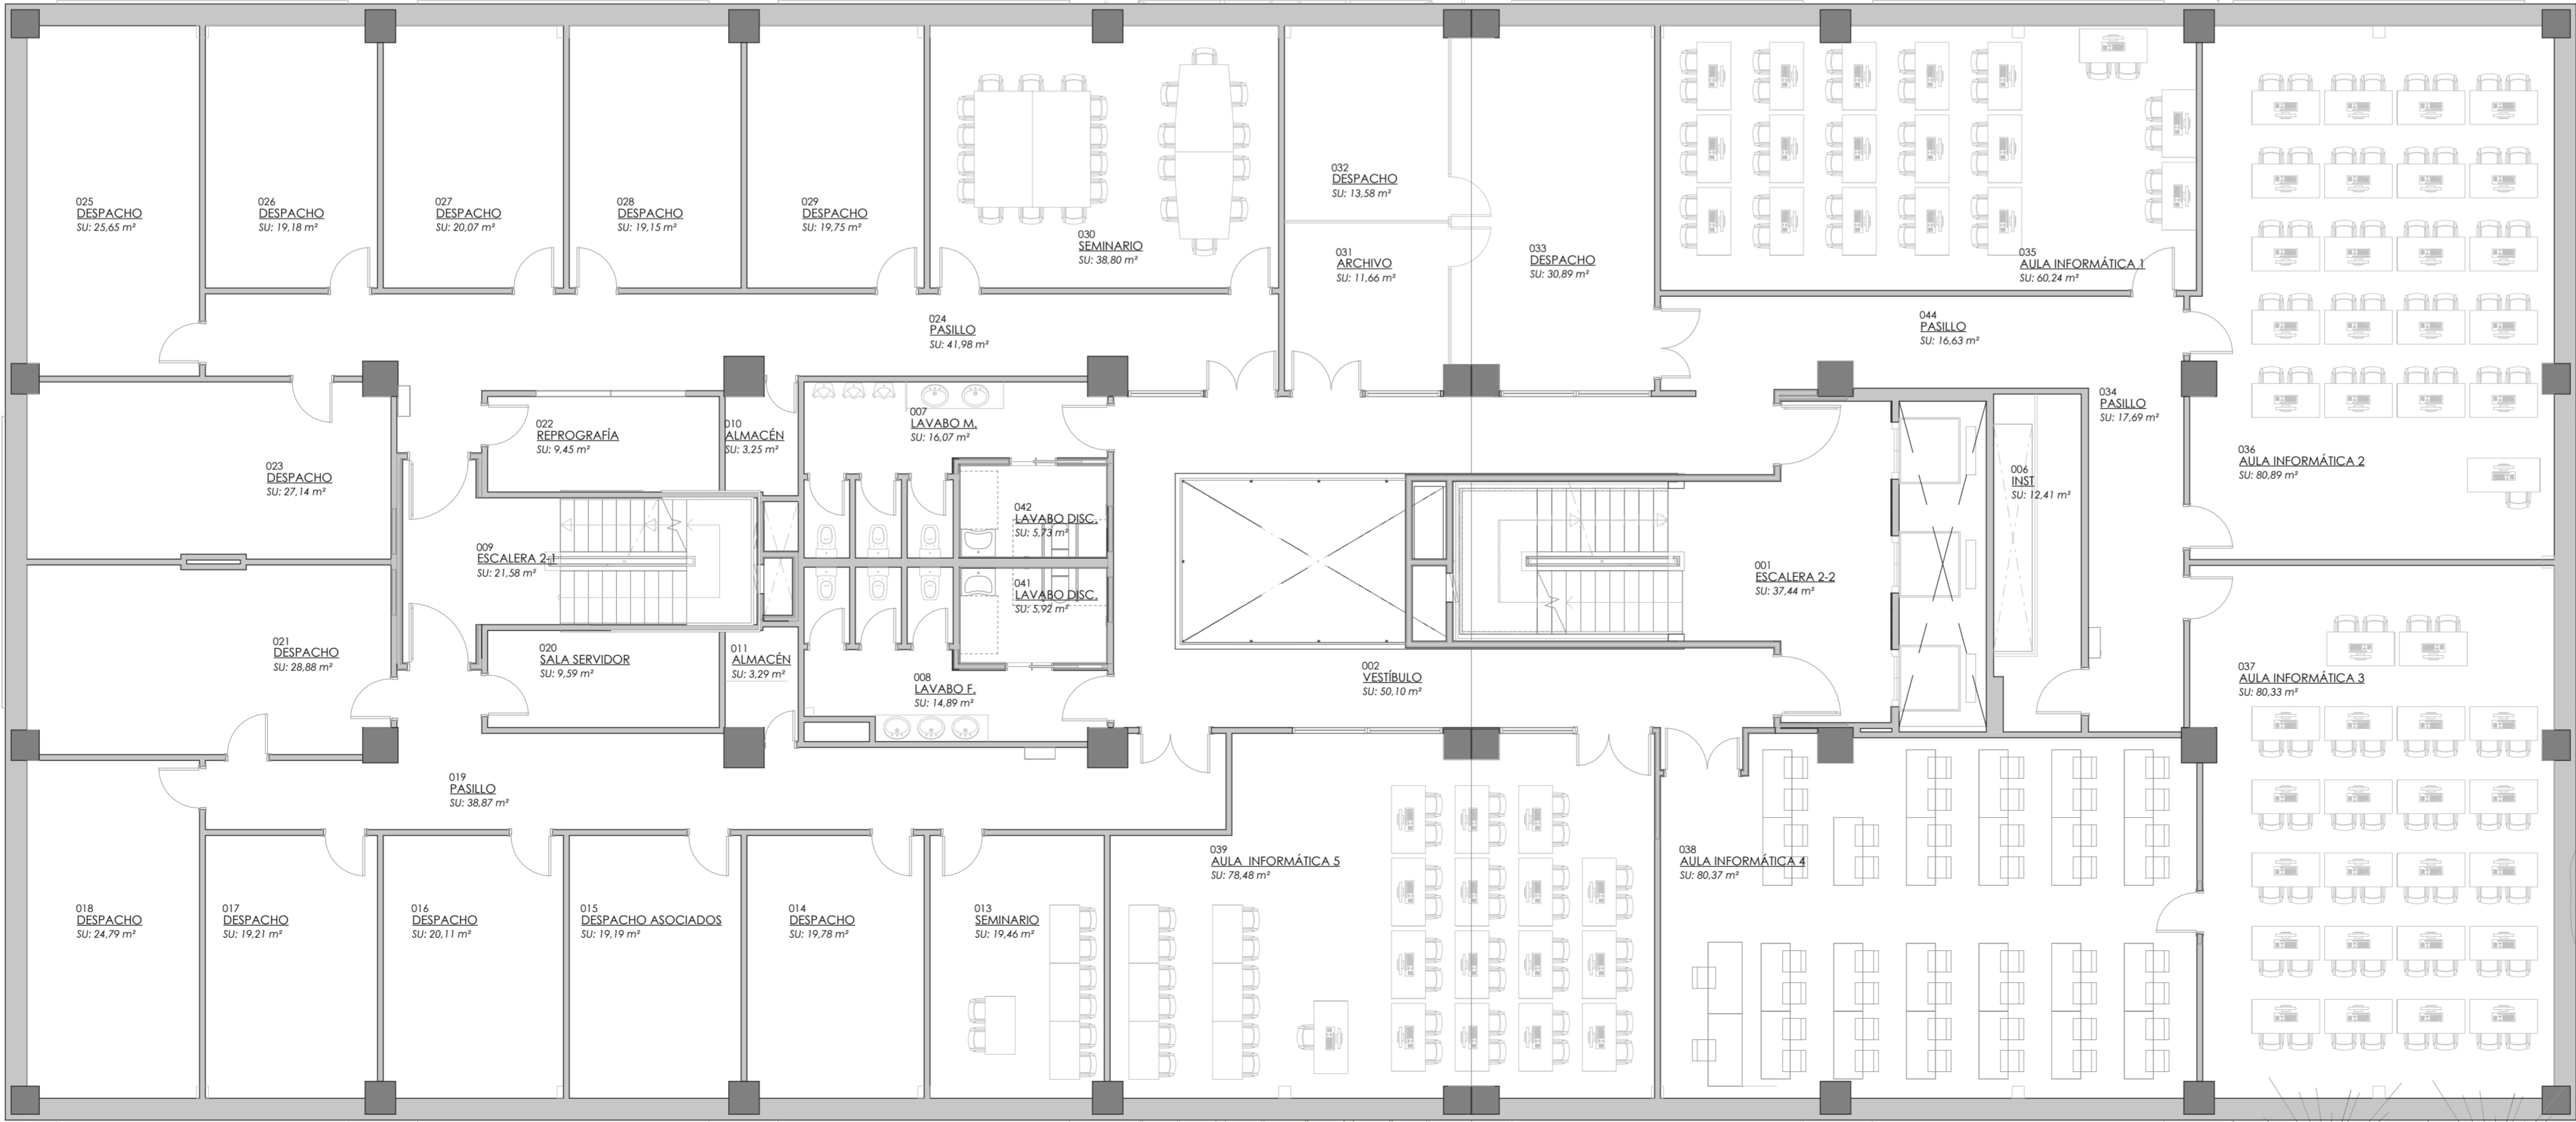 025
DESPACHO
SU: 25,65 m²
026
DESPACHO
SU: 19,18 m²
027
DESPACHO
SU: 20,07 m²
028
DESPACHO
SU: 19,15 m²
029
DESPACHO
SU: 19,75 m²
030
SEMINARIO
SU: 38,80 m²
032
DESPACHO
SU: 13,58 m²
031
ARCHIVO
SU: 11,66 m²
033
DESPACHO
SU: 30,89 m²
035
AULA INFORMÁTICA 1
SU: 60,24 m²
024
PASILLO
SU: 41,98 m²
044
PASILLO
SU: 16,63 m²
034
PASILLO
SU: 17,69 m²
036
AULA INFORMÁTICA 2
SU: 80,89 m²
023
DESPACHO
SU: 27,14 m²
022
REPROGRAFÍA
SU: 9,45 m²
010
ALMACÉN
SU: 3,25 m²
007
LAVABO M.
SU: 16,07 m²
042
LAVABO DISC.
SU: 5,73 m²
006
INST
SU: 12,41 m²
009
ESCALERA 2-1
SU: 21,58 m²
041
LAVABO DISC.
SU: 5,92 m²
001
ESCALERA 2-2
SU: 37,44 m²
021
DESPACHO
SU: 28,88 m²
020
SALA SERVIDOR
SU: 9,59 m²
011
ALMACÉN
SU: 3,29 m²
008
LAVABO F.
SU: 14,89 m²
002
VESTÍBULO
SU: 50,10 m²
037
AULA INFORMÁTICA 3
SU: 80,33 m²
019
PASILLO
SU: 38,87 m²
039
AULA INFORMÁTICA 5
SU: 78,48 m²
038
AULA INFORMÁTICA 4
SU: 80,37 m²
018
DESPACHO
SU: 24,79 m²
017
DESPACHO
SU: 19,21 m²
016
DESPACHO
SU: 20,11 m²
015
DESPACHO ASOCIADOS
SU: 19,19 m²
014
DESPACHO
SU: 19,78 m²
013
SEMINARIO
SU: 19,46 m²